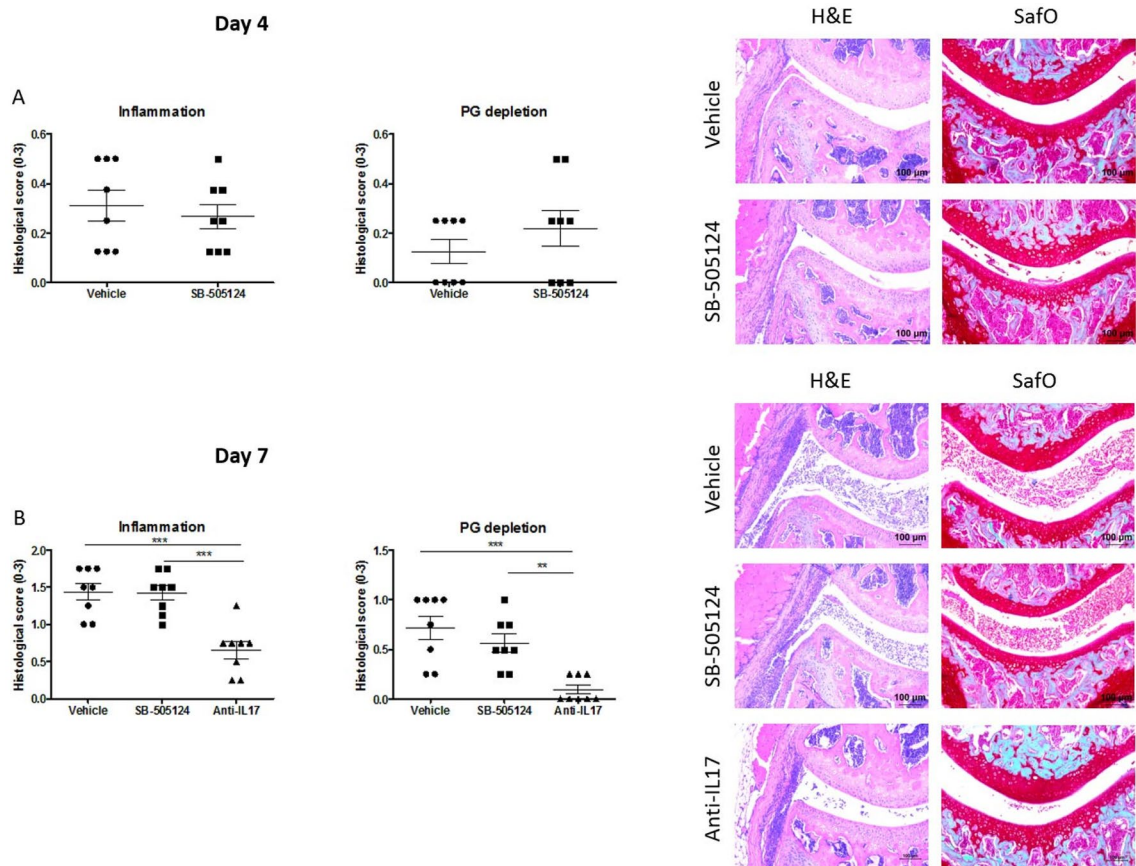 Day 4
A
Inflammation
Histological score (0-3)
0.6
0.4
0.2
0.0
Vehicle
SB-505124
PG depletion
Histological score (0-3)
0.6
0.4
0.2
0.0
Vehicle
SB-505124
H&E
SafO
Vehicle
100 µm
100 µm
SB-505124
100 µm
100 µm
Day 7
B
Inflammation
***
***
Histological score (0-3)
2.0
1.5
1.0
0.5
0.0
Vehicle
SB-505124
Anti-IL17
PG depletion
***
**
Histological score (0-3)
1.5
1.0
0.5
0.0
Vehicle
SB-505124
Anti-IL17
H&E
SafO
Vehicle
100 µm
100 µm
SB-505124
100 µm
100 µm
Anti-IL17